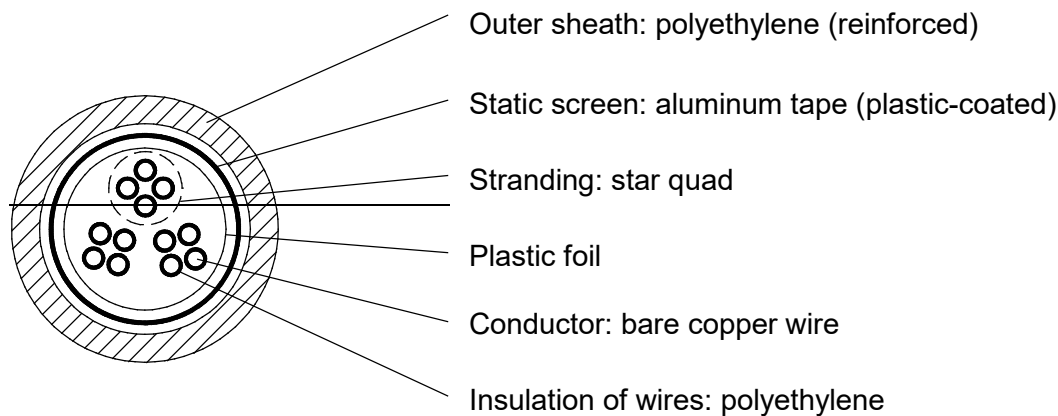 Outer sheath: polyethylene (reinforced)
Static screen: aluminum tape (plastic-coated)
Stranding: star quad
Plastic foil
Conductor: bare copper wire
Insulation of wires: polyethylene